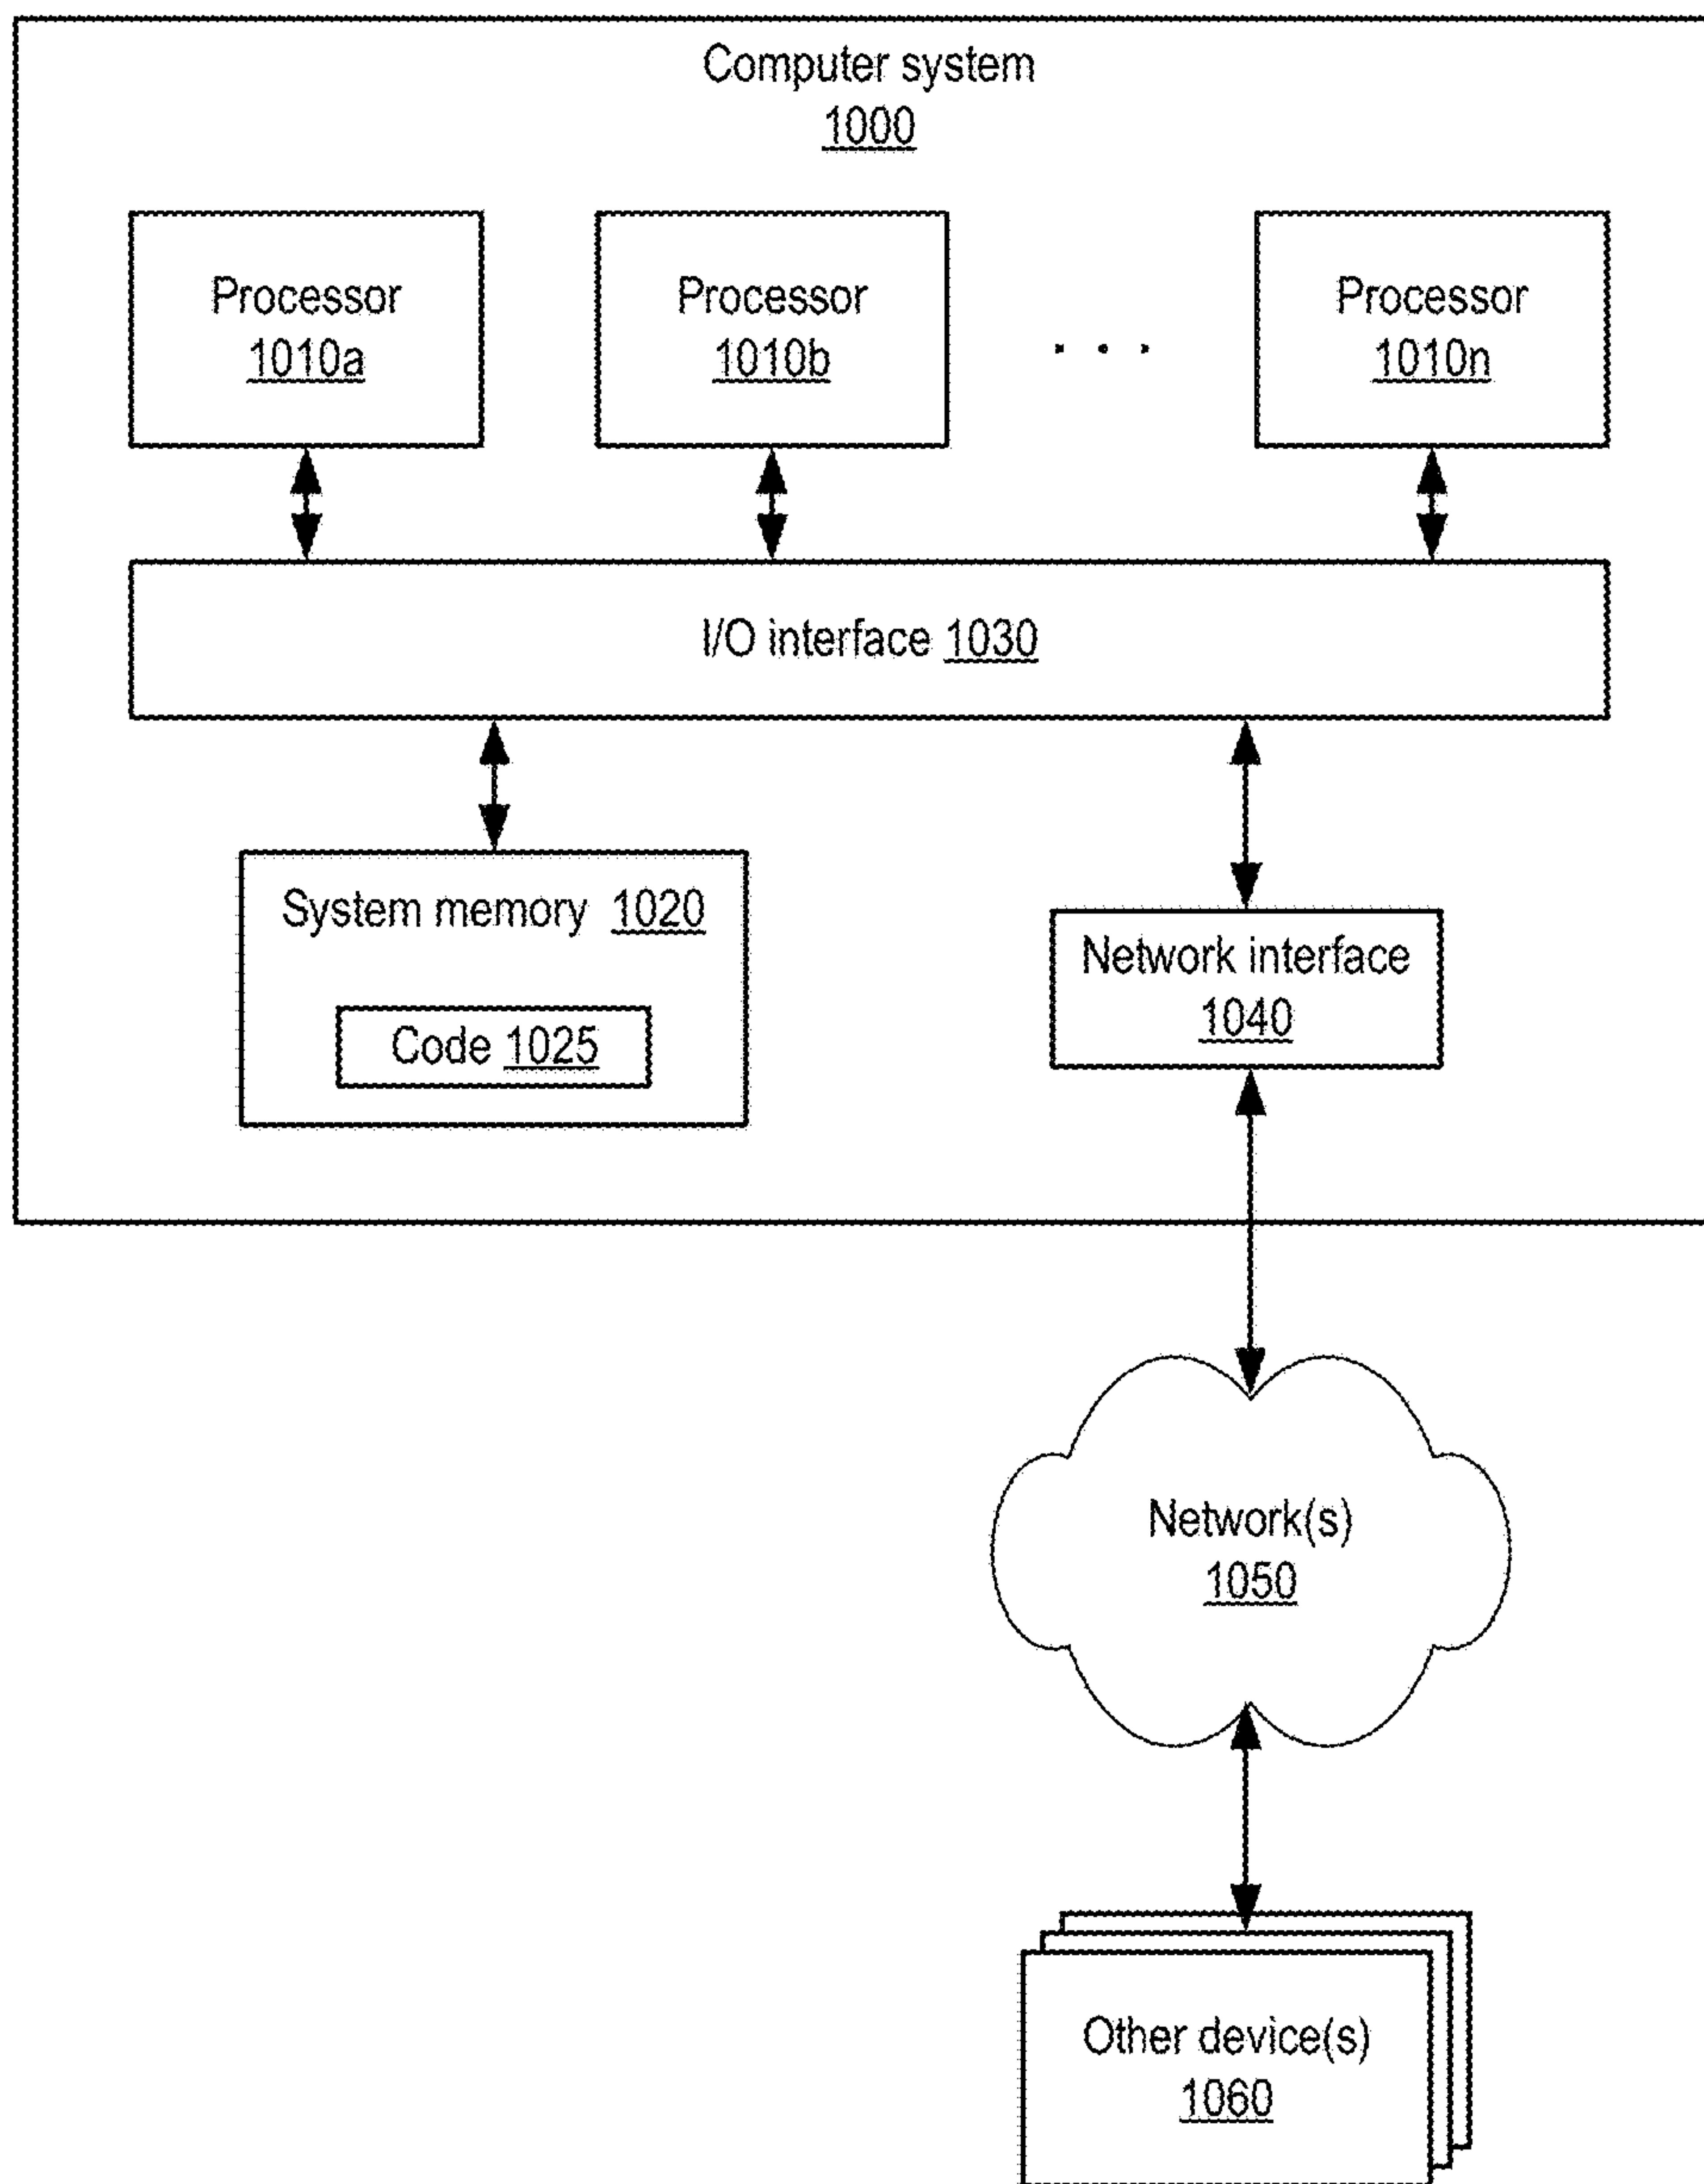 Computer system
1000
Processor
1010a
Processor
1010b
. . .
Processor
1010n
I/O interface 1030
System memory 1020
Code 1025
Network interface
1040
Network(s)
1050
Other device(s)
1060